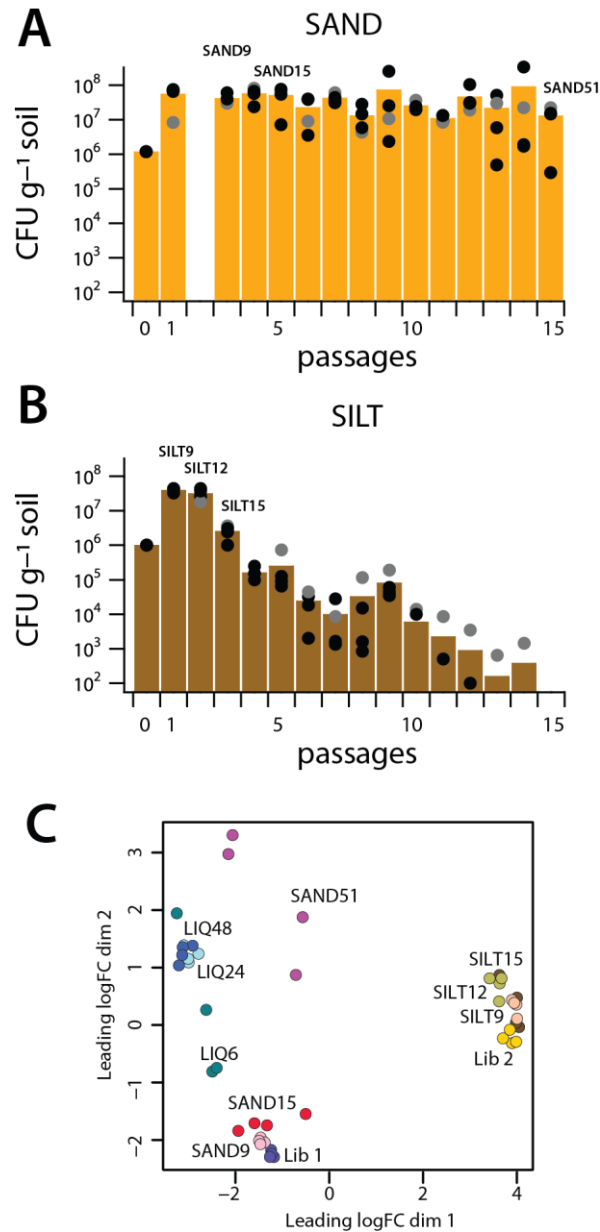 A
SAND
SAND9
SAND15
SAND51
10⁸
10⁷
10⁶
10⁵
10⁴
10³
10²
CFU g⁻¹ soil
0 1 5 10 15
passages
B
SILT
SILT9
SILT12
SILT15
10⁸
10⁷
10⁶
10⁵
10⁴
10³
10²
CFU g⁻¹ soil
0 1 5 10 15
passages
C
3
2
1
0
−1
−2
Leading logFC dim 2
SAND51
LIQ48
LIQ24
SILT15
SILT12
SILT9
Lib 2
LIQ6
SAND15
SAND9
Lib 1
−2 0 2 4
Leading logFC dim 1